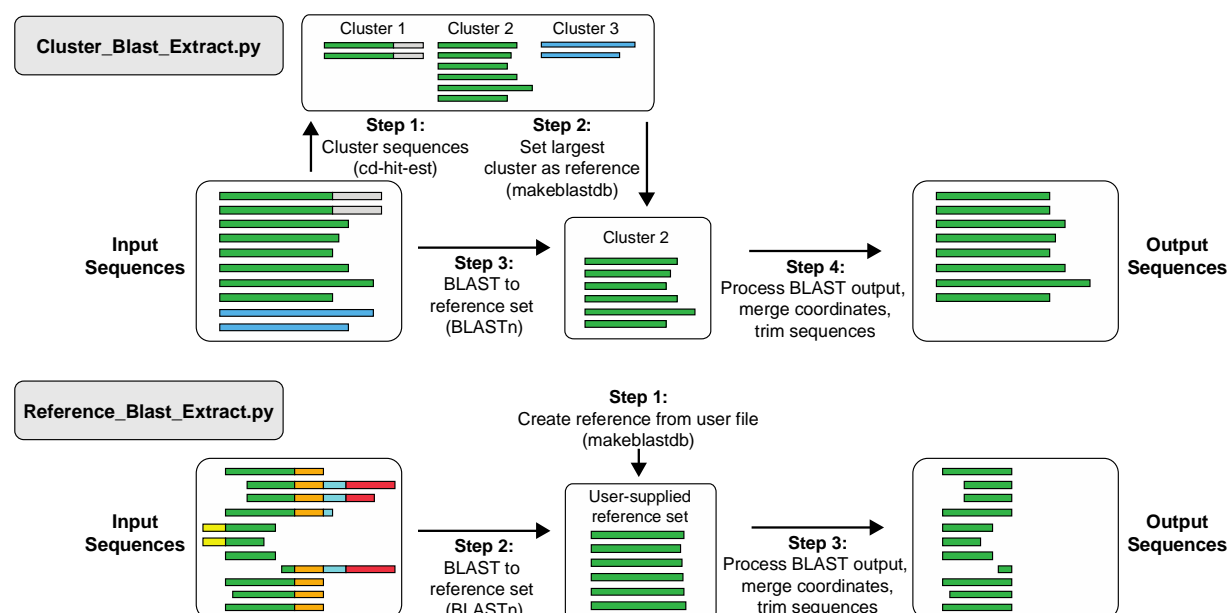 Cluster_Blast_Extract.py
Cluster 1
Cluster 2
Cluster 3
Step 1:
Cluster sequences
(cd-hit-est)
Step 2:
Set largest
cluster as reference
(makeblastdb)
Input
Sequences
Step 3:
BLAST to
reference set
(BLASTn)
Cluster 2
Step 4:
Process BLAST output,
merge coordinates,
trim sequences
Output
Sequences
Reference_Blast_Extract.py
Step 1:
Create reference from user file
(makeblastdb)
Input
Sequences
Step 2:
BLAST to
reference set
(BLASTn)
User-supplied
reference set
Step 3:
Process BLAST output,
merge coordinates,
trim sequences
Output
Sequences